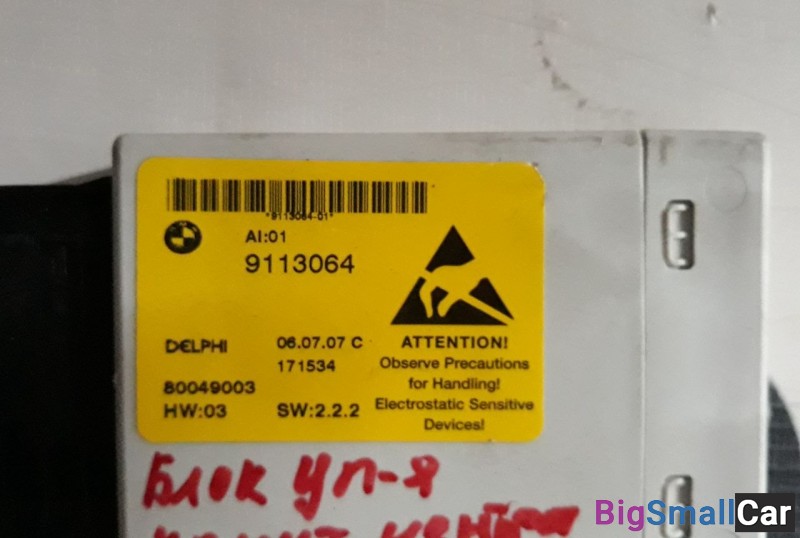 *9113064-01*
AI:01
9113064
DELPHI
06.07.07 C
171534
80049003
HW:03
SW:2.2.2
ATTENTION!
Observe Precautions
for Handling!
Electrostatic Sensitive
Devices!
Блок уп-я
BigSmallCar